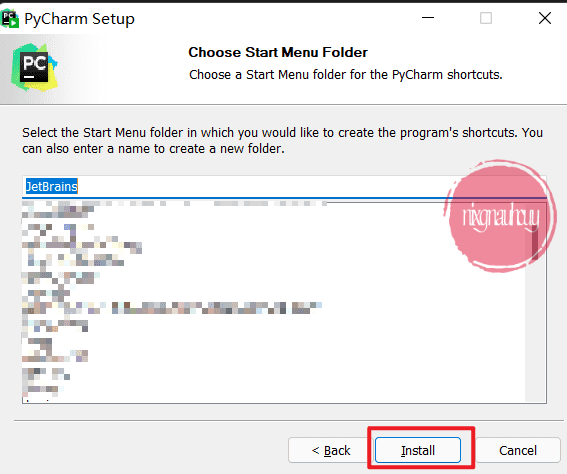 PC
PyCharm Setup
PC
Choose Start Menu Folder
Choose a Start Menu folder for the PyCharm shortcuts.
Select the Start Menu folder in which you would like to create the program's shortcuts. You
can also enter a name to create a new folder.
JetBrains
< Back
Install
Cancel